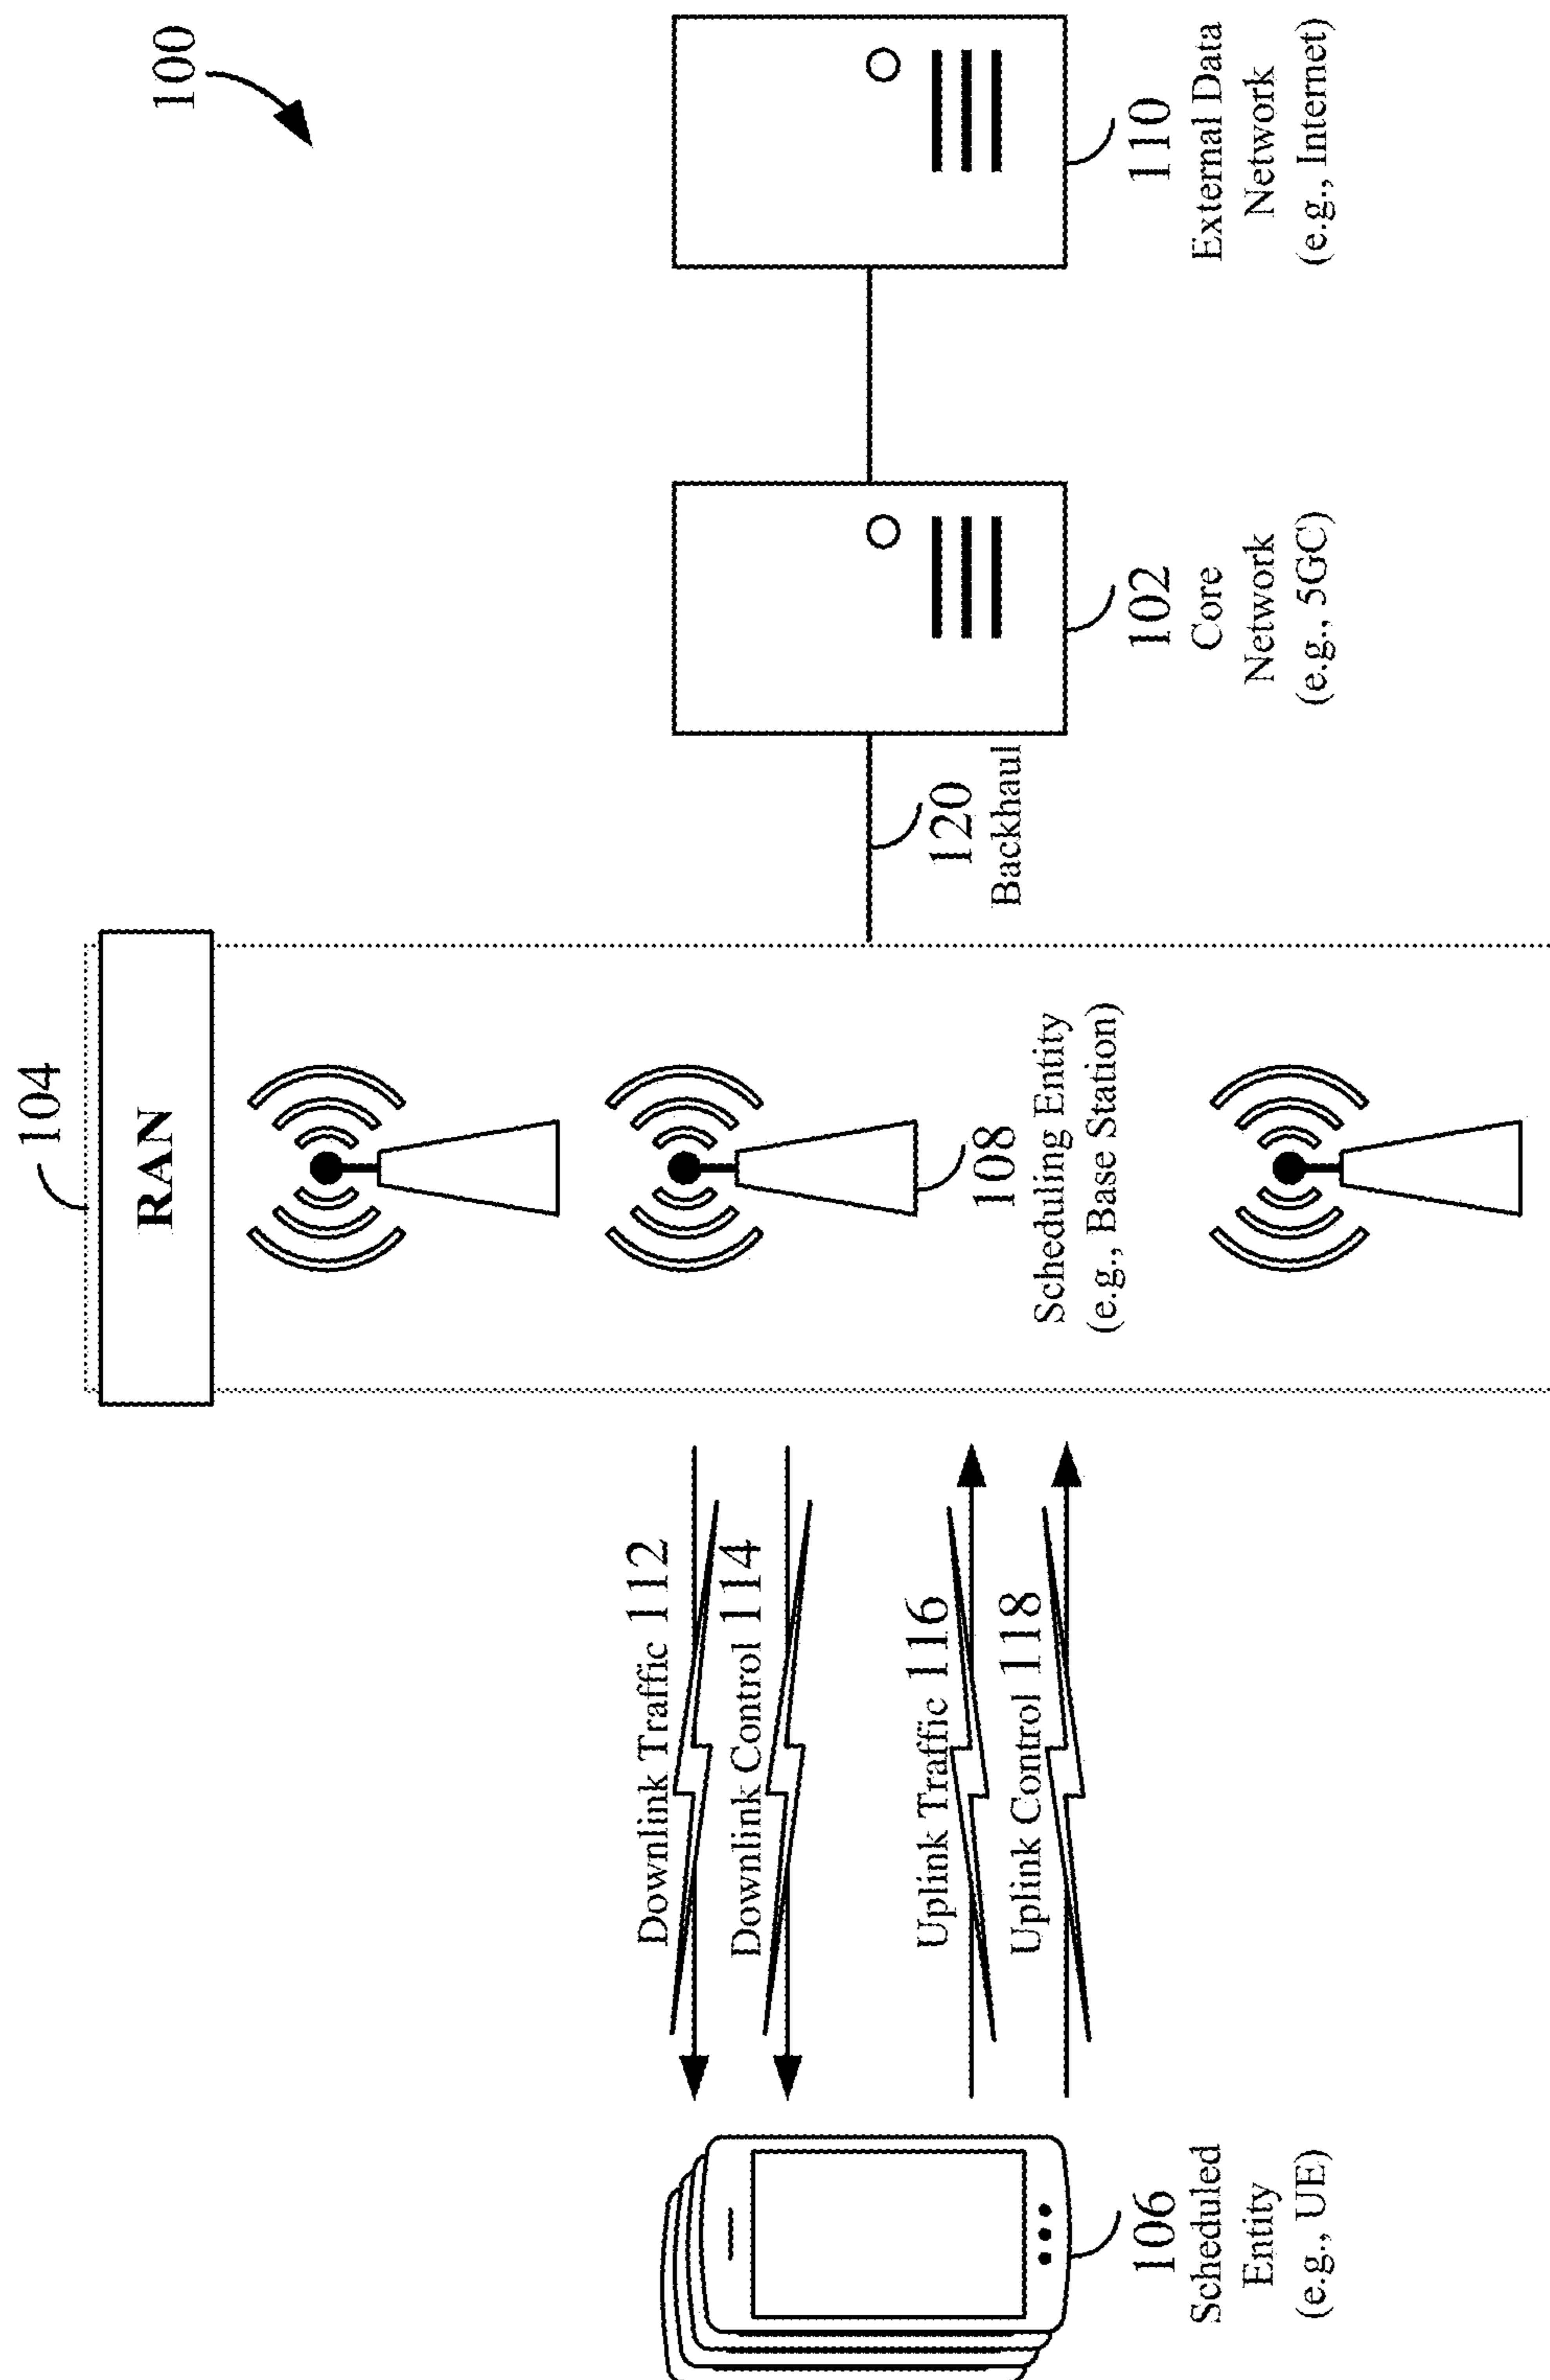 100
104
RAN
108
Scheduling Entity
(e.g., Base Station)
Downlink Traffic 112
Downlink Control 114
Uplink Traffic 116
Uplink Control 118
106
Scheduled
Entity
(e.g., UE)
120
Backhaul
102
Core
Network
(e.g., 5GC)
110
External Data
Network
(e.g., Internet)